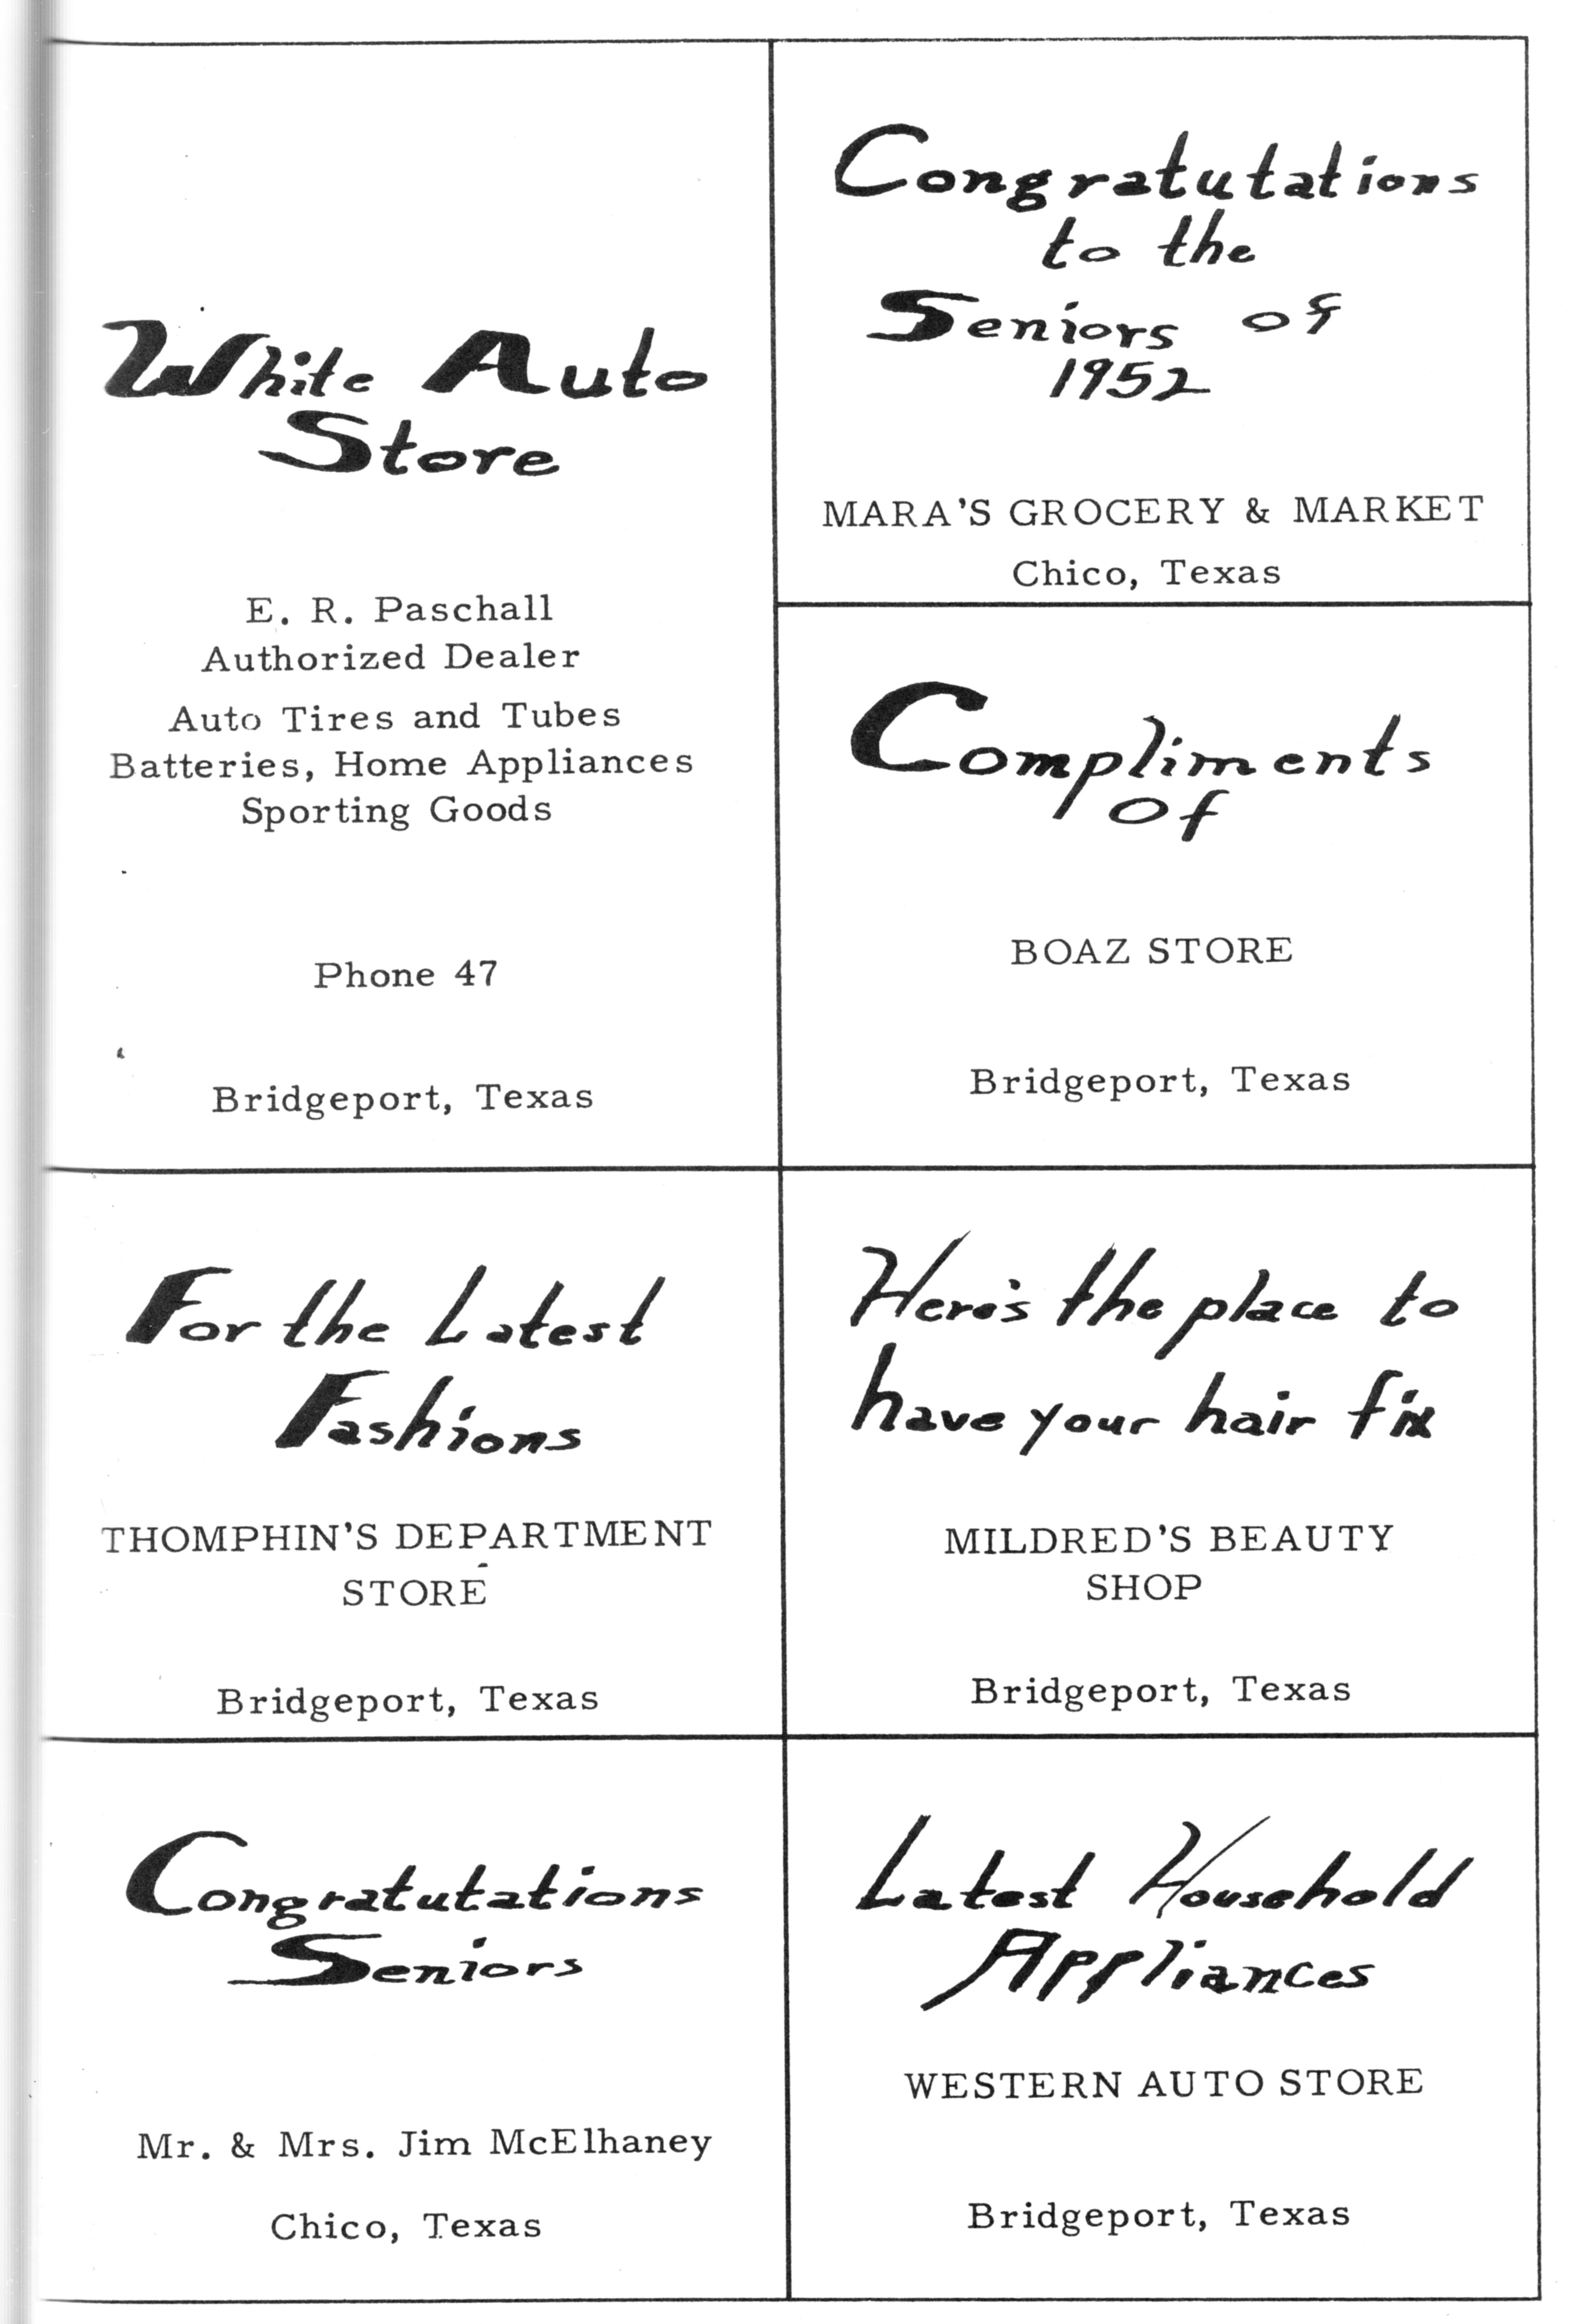 White Auto
Store
E. R. Paschall
Authorized Dealer
Auto Tires and Tubes
Batteries, Home Appliances
Sporting Goods
Phone 47
Bridgeport, Texas
Congratutations
to the
Seniors of
1952
MARA'S GROCERY & MARKET
Chico, Texas
Compliments
Of
BOAZ STORE
Bridgeport, Texas
For the Latest
Fashions
THOMPHIN'S DEPARTMENT
STORE
Bridgeport, Texas
Here's the place to
have your hair fix
MILDRED'S BEAUTY
SHOP
Bridgeport, Texas
Congratutations
Seniors
Mr. & Mrs. Jim McElhaney
Chico, Texas
Latest Household
Appliances
WESTERN AUTO STORE
Bridgeport, Texas